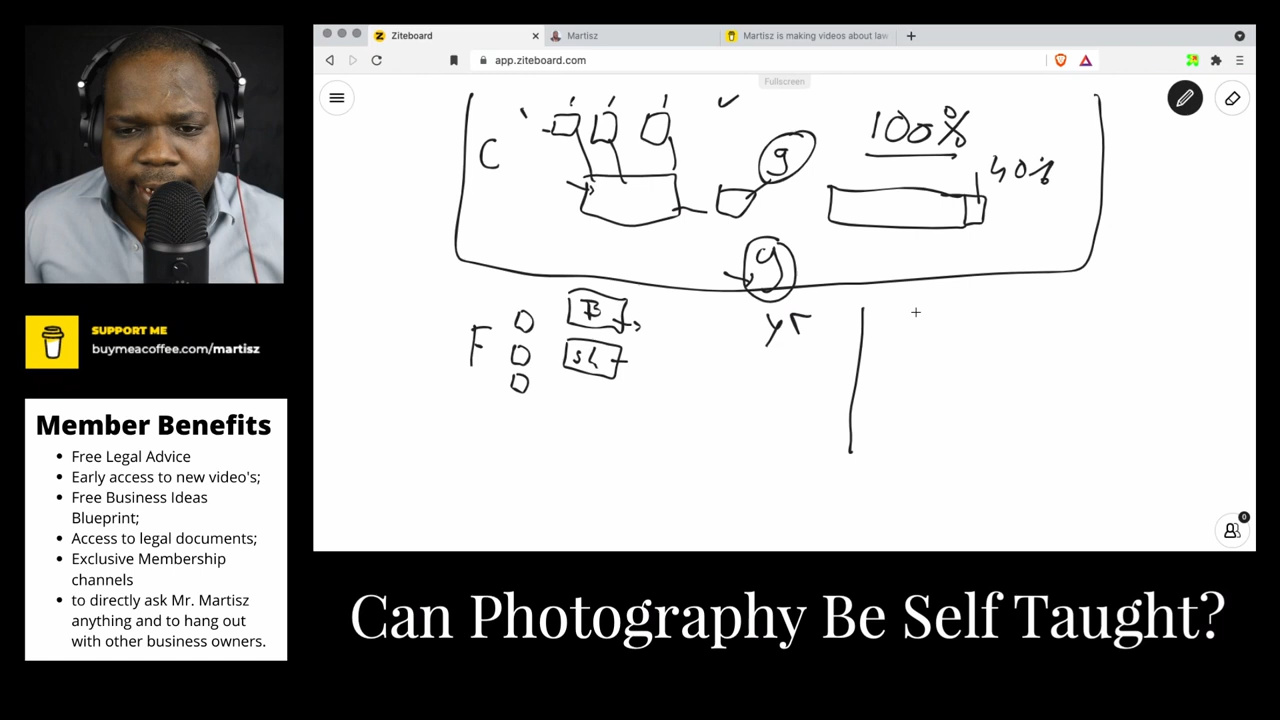 Ziteboard
Martisz
Martisz is making videos about law
app.ziteboard.com
Fullscreen
100%
C
g
40%
g
B
F
sh
yr
0
SUPPORT ME
buymeacoffee.com/martisz
Member Benefits
Free Legal Advice
Early access to new video's;
Free Business Ideas
Blueprint;
Access to legal documents;
Exclusive Membership
channels
to directly ask Mr. Martisz
anything and to hang out
with other business owners.
Can Photography Be Self Taught?